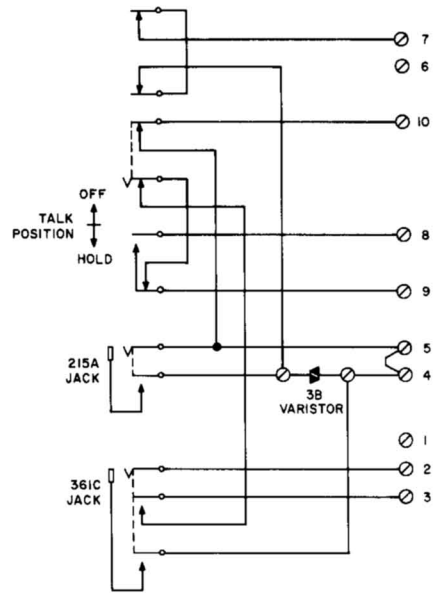 7
6
10
OFF
TALK
POSITION
8
HOLD
9
5
215A
JACK
4
3B
VARISTOR
1
2
361C
JACK
3